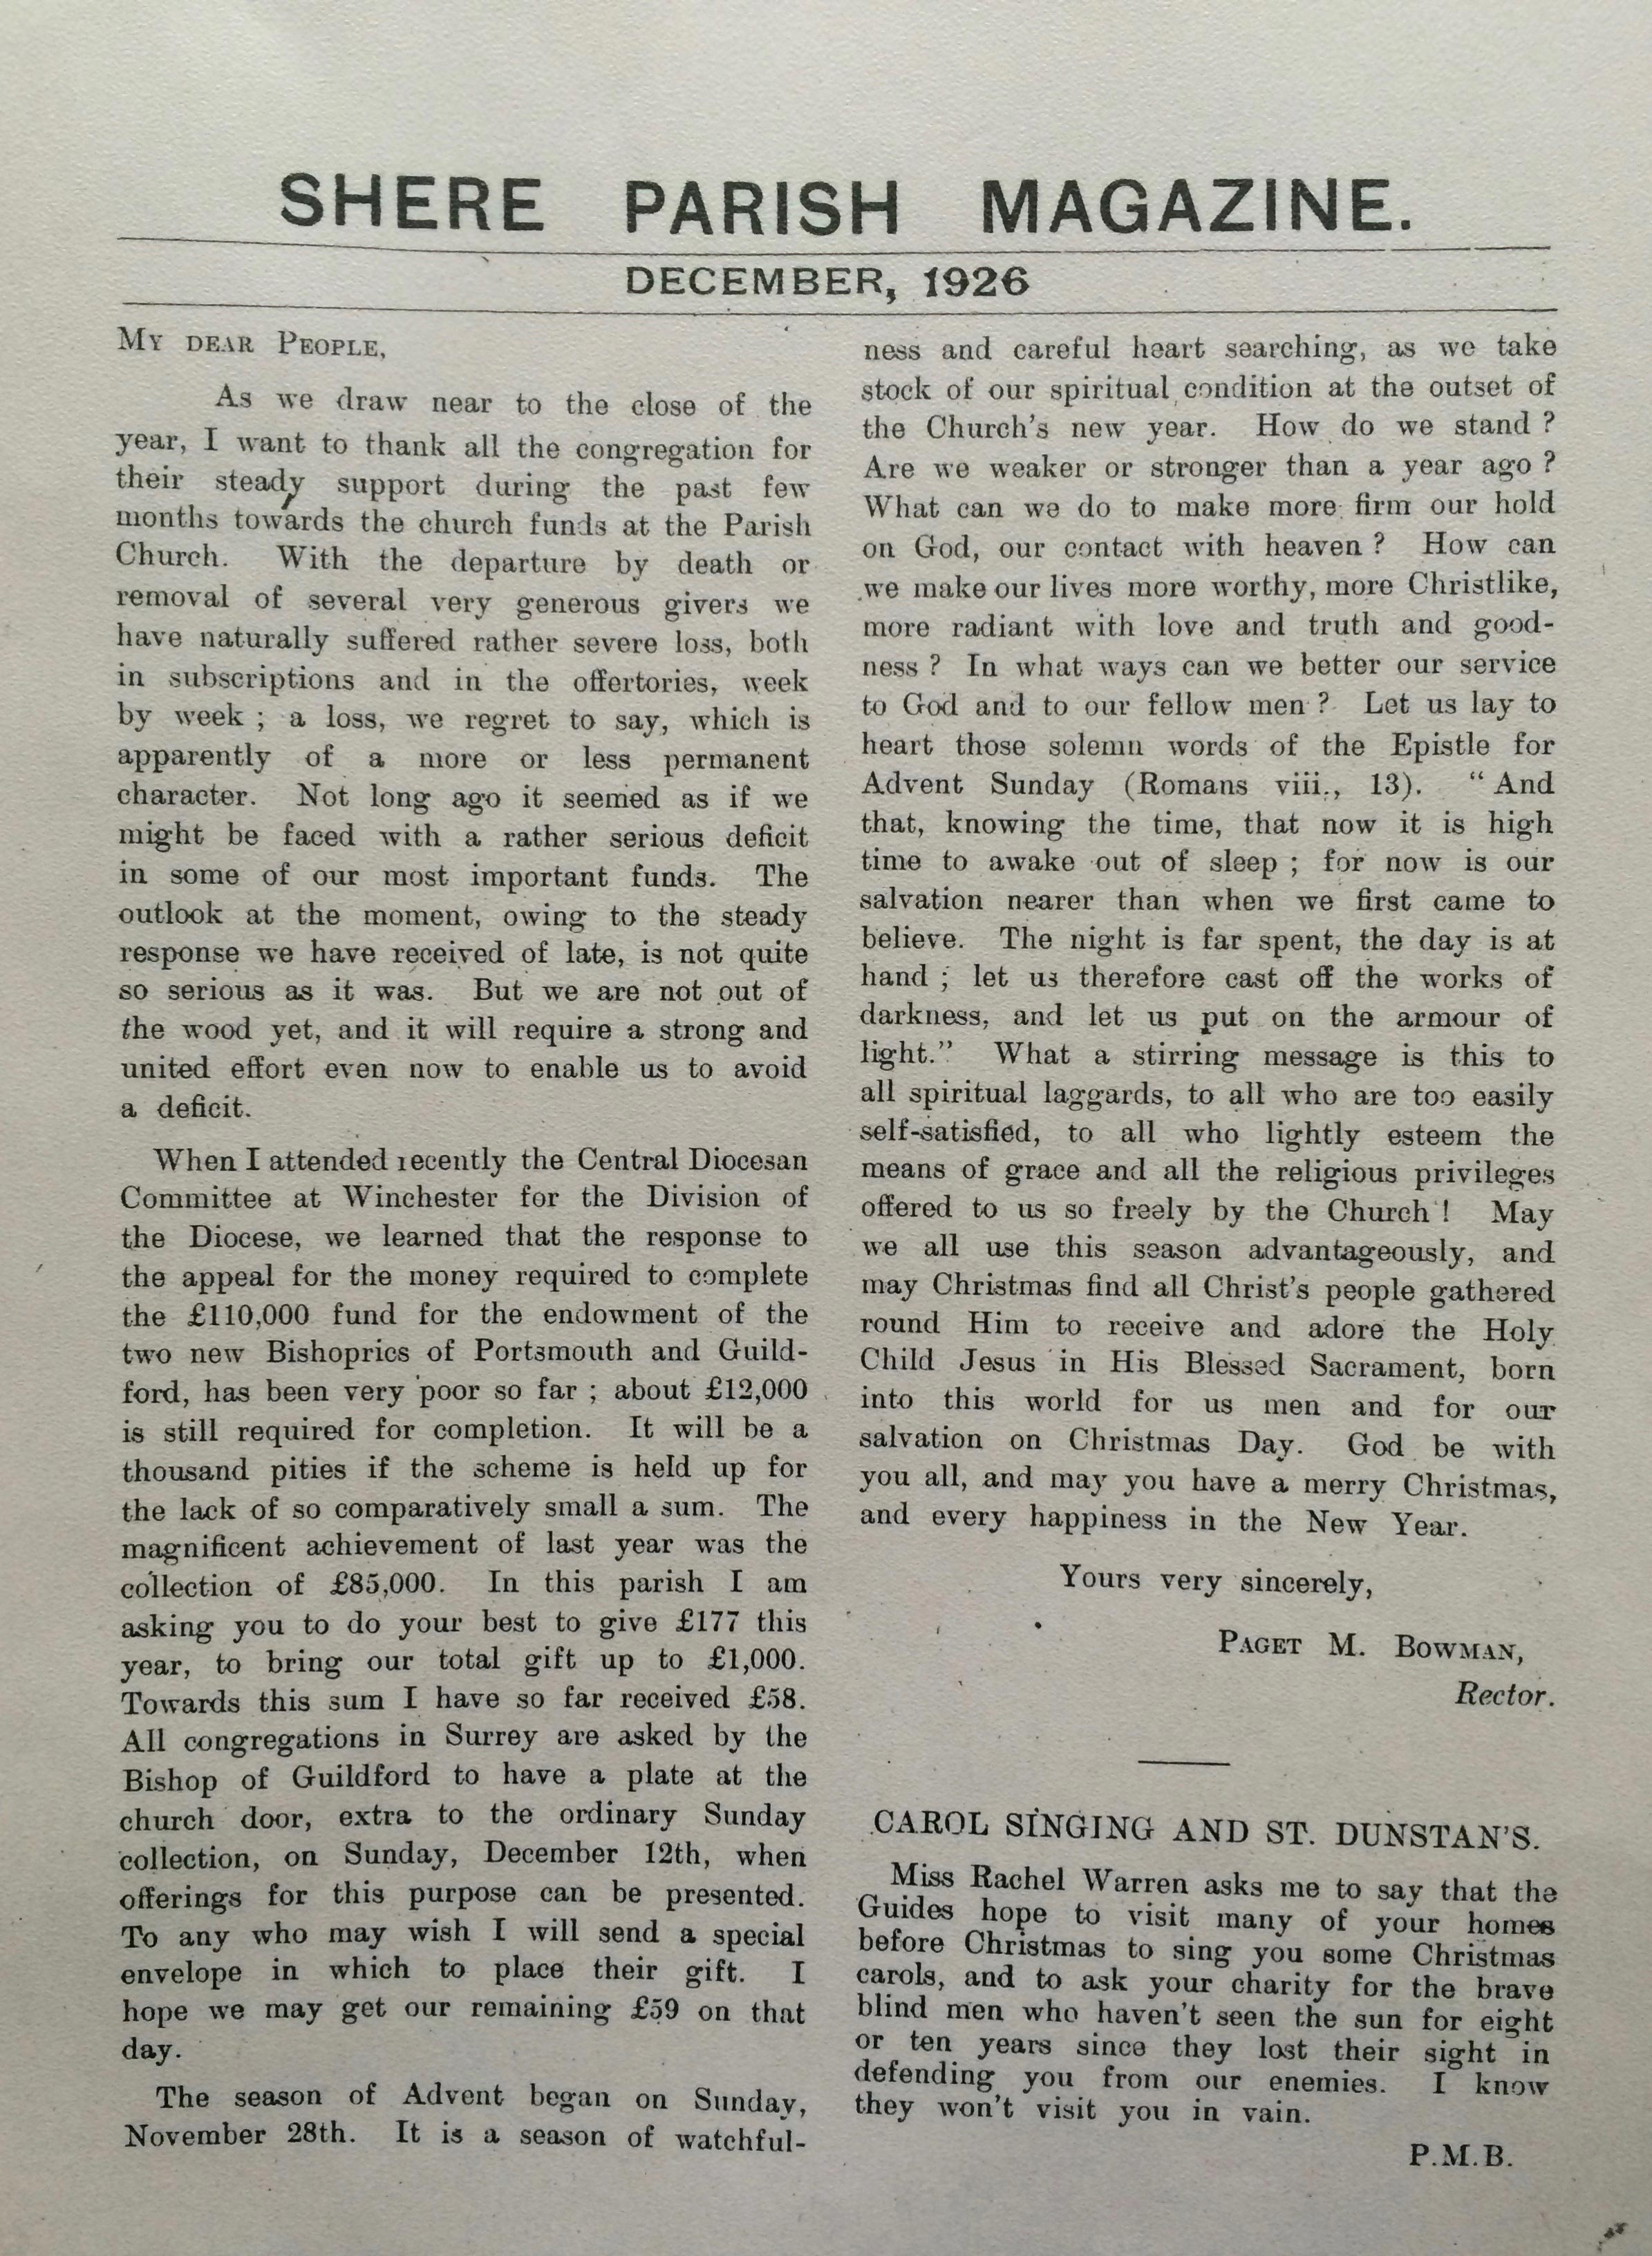 SHERE PARISH MAGAZINE.
DECEMBER, 1926
MY DEAR PEOPLE,
As we draw near to the close of the
year, I want to thank all the congregation for
their steady support during the past few
months towards the church funds at the Parish
Church. With the departure by death or
removal of several very generous givers we
have naturally suffered rather severe loss, both
in subscriptions and in the offertories, week
by week ; a loss, we regret to say, which is
apparently of a more or less permanent
character. Not long ago it seemed as if we
might be faced with a rather serious deficit
in some of our most important funds. The
outlook at the moment, owing to the steady
response we have received of late, is not quite
so serious as it was. But we are not out of
the wood yet, and it will require a strong and
united effort even now to enable us to avoid
a deficit.
When I attended recently the Central Diocesan
Committee at Winchester for the Division of
the Diocese, we learned that the response to
the appeal for the money required to complete
the £110,000 fund for the endowment of the
two new Bishoprics of Portsmouth and Guild-
ford, has been very poor so far ; about £12,000
is still required for completion. It will be a
thousand pities if the scheme is held up for
the lack of so comparatively small a sum. The
magnificent achievement of last year was the
collection of £85,000. In this parish I am
asking you to do your best to give £177 this
year, to bring our total gift up to £1,000.
Towards this sum I have so far received £58.
All congregations in Surrey are asked by the
Bishop of Guildford to have a plate at the
church door, extra to the ordinary Sunday
collection, on Sunday, December 12th, when
offerings for this purpose can be presented.
To any who may wish I will send a special
envelope in which to place their gift. I
hope we may get our remaining £59 on that
day.
The season of Advent began on Sunday,
November 28th. It is a season of watchful-
ness and careful heart searching, as we take
stock of our spiritual condition at the outset of
the Church's new year. How do we stand ?
Are we weaker or stronger than a year ago ?
What can we do to make more firm our hold
on God, our contact with heaven ? How can
we make our lives more worthy, more Christlike,
more radiant with love and truth and good-
ness ? In what ways can we better our service
to God and to our fellow men ? Let us lay to
heart those solemn words of the Epistle for
Advent Sunday (Romans viii., 13). "And
that, knowing the time, that now it is high
time to awake out of sleep ; for now is our
salvation nearer than when we first came to
believe. The night is far spent, the day is at
hand ; let us therefore cast off the works of
darkness, and let us put on the armour of
light." What a stirring message is this to
all spiritual laggards, to all who are too easily
self-satisfied, to all who lightly esteem the
means of grace and all the religious privileges
offered to us so freely by the Church ! May
we all use this season advantageously, and
may Christmas find all Christ's people gathered
round Him to receive and adore the Holy
Child Jesus in His Blessed Sacrament, born
into this world for us men and for our
salvation on Christmas Day. God be with
you all, and may you have a merry Christmas,
and every happiness in the New Year.
Yours very sincerely,
PAGET M. BOWMAN,
Rector.
CAROL SINGING AND ST. DUNSTAN'S.
Miss Rachel Warren asks me to say that the
Guides hope to visit many of your homes
before Christmas to sing you some Christmas
carols, and to ask your charity for the brave
blind men who haven't seen the sun for eight
or ten years since they lost their sight in
defending you from our enemies. I know
they won't visit you in vain.
P.M.B.